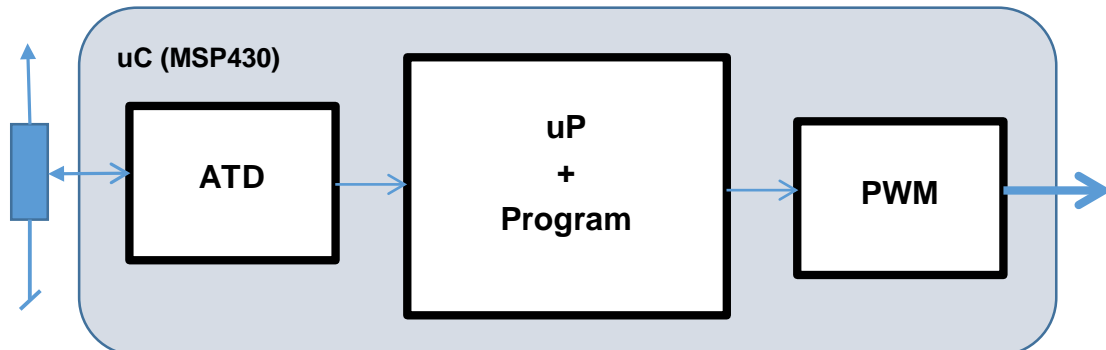 uC (MSP430)
ATD
uP
+
Program
PWM